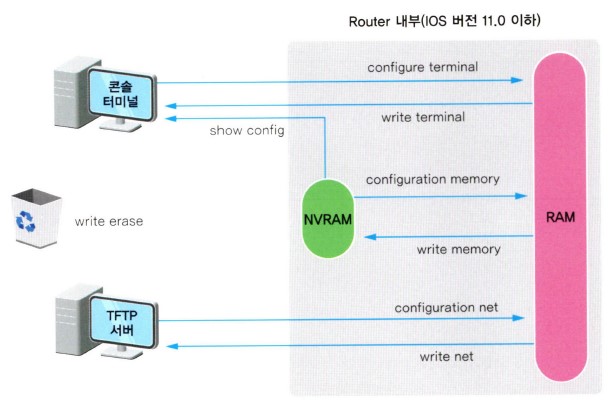 Router 내부(IOS 버전 11.0 이하)
콘솔
터미널
configure terminal
write terminal
show config
configuration memory
NVRAM
RAM
write erase
write memory
TFTP
서버
configuration net
write net